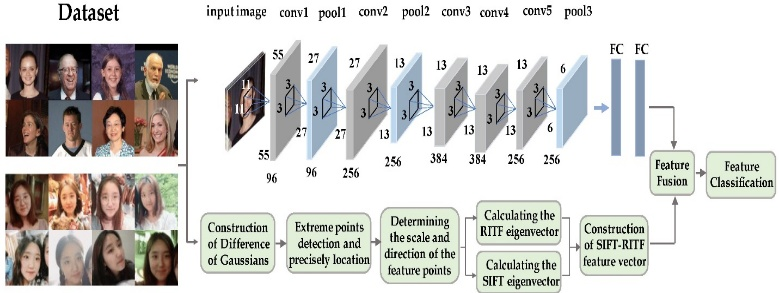 Dataset
input image conv1 pool1 conv2 pool2 conv3 conv4 conv5 pool3
55 27 27 13 13 13 13 6
11 3 3 3 3 3 3 3
11 3 3 3 3 3 3 3
55 27 27 13 13 13 13 6
96 96 256 256 384 384 256 256
FC FC
Feature
Fusion
Feature
Classification
Construction
of Difference
of Gaussians
Extreme points
detection and
precisely location
Determining
the scale and
direction of the
feature points
Calculating the
RITF eigenvector
Calculating the
SIFT eigenvector
Construction
of SIFT-RITF
feature vector